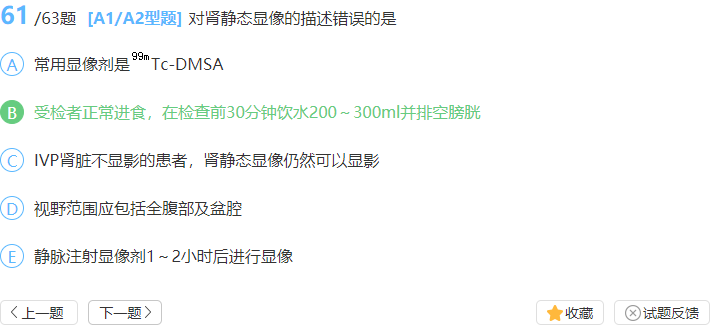 61 /63题 [A1/A2型题] 对肾静态显像的描述错误的是
A 常用显像剂是99mTc-DMSA
B 受检者正常进食，在检查前30分钟饮水200～300ml并排空膀胱
C IVP肾脏不显影的患者，肾静态显像仍然可以显影
D 视野范围应包括全腹部及盆腔
E 静脉注射显像剂1～2小时后进行显像
上一题 下一题 收藏 试题反馈